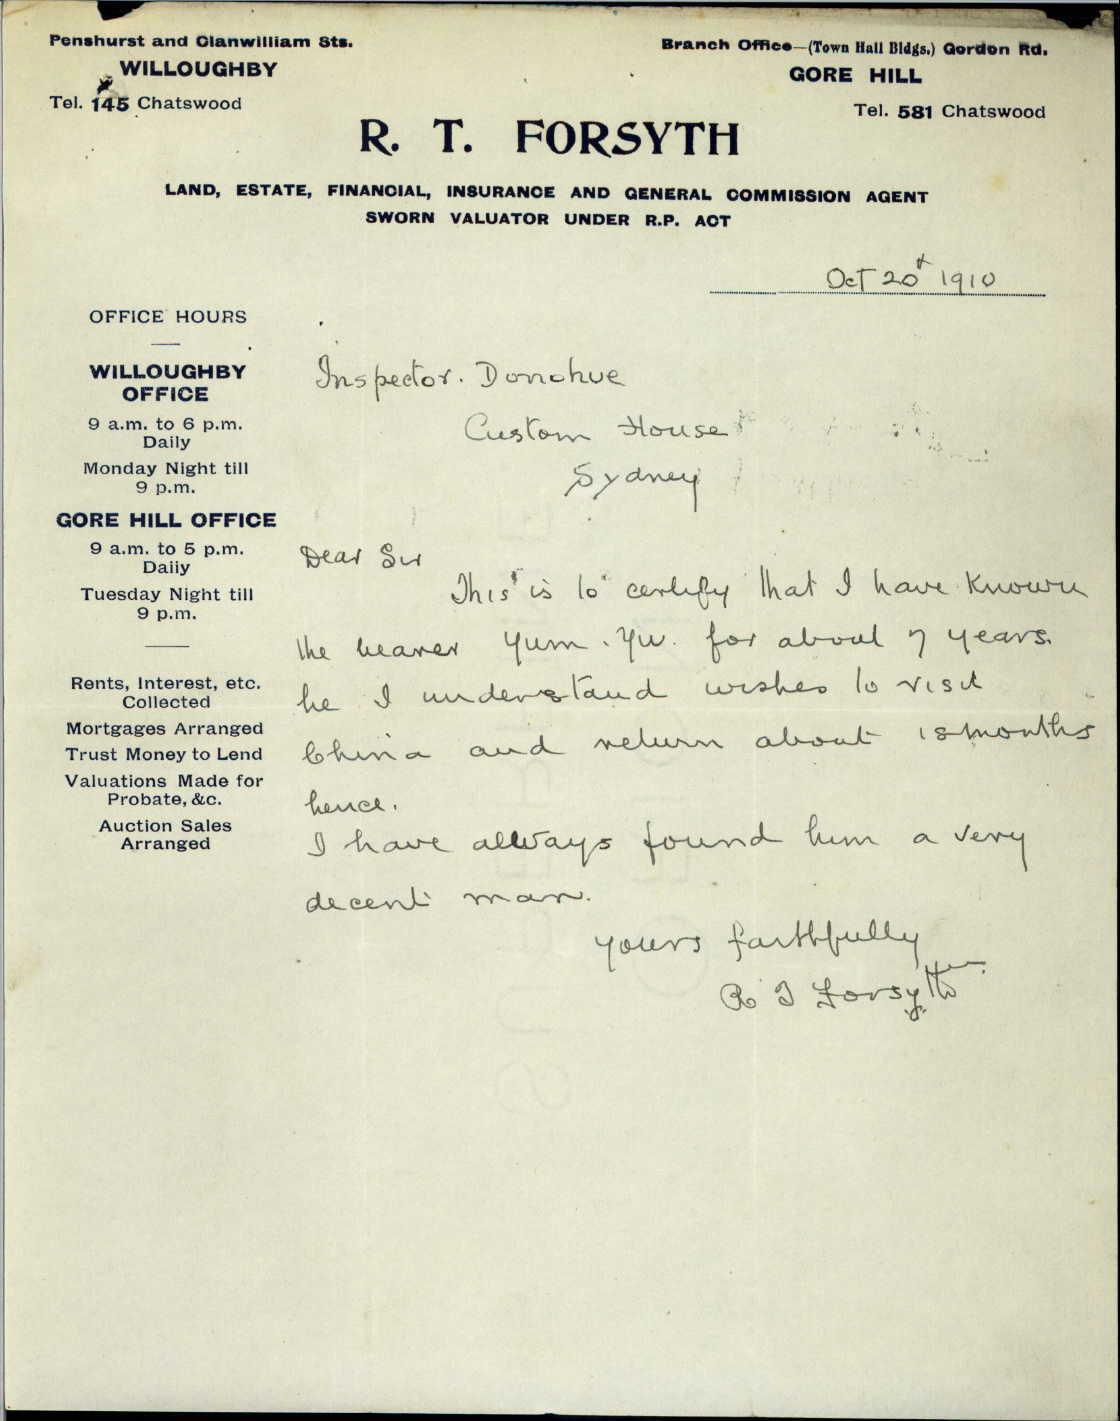 Penshurst and Clanwilliam Sts.
WILLOUGHBY
Tel. 145 Chatswood
Branch Office—(Town Hall Bldgs.) Gordon Rd.
GORE HILL
Tel. 581 Chatswood
R. T. FORSYTH
LAND, ESTATE, FINANCIAL, INSURANCE AND GENERAL COMMISSION AGENT
SWORN VALUATOR UNDER R.P. ACT
Oct 20th 1910
OFFICE HOURS
WILLOUGHBY
OFFICE
9 a.m. to 6 p.m.
Daily
Monday Night till
9 p.m.
GORE HILL OFFICE
9 a.m. to 5 p.m.
Daily
Tuesday Night till
9 p.m.
Rents, Interest, etc.
Collected
Mortgages Arranged
Trust Money to Lend
Valuations Made for
Probate, &c.
Auction Sales
Arranged
Inspector. Donohue
Custom House
Sydney
Dear Sir
This is to certify that I have known
the bearer Yum. Yw. for about 7 years.
he I understand wishes to visit
China and return about 18 months
hence.
I have allways found him a very
decent man.
Yours faithfully
R T Forsyth